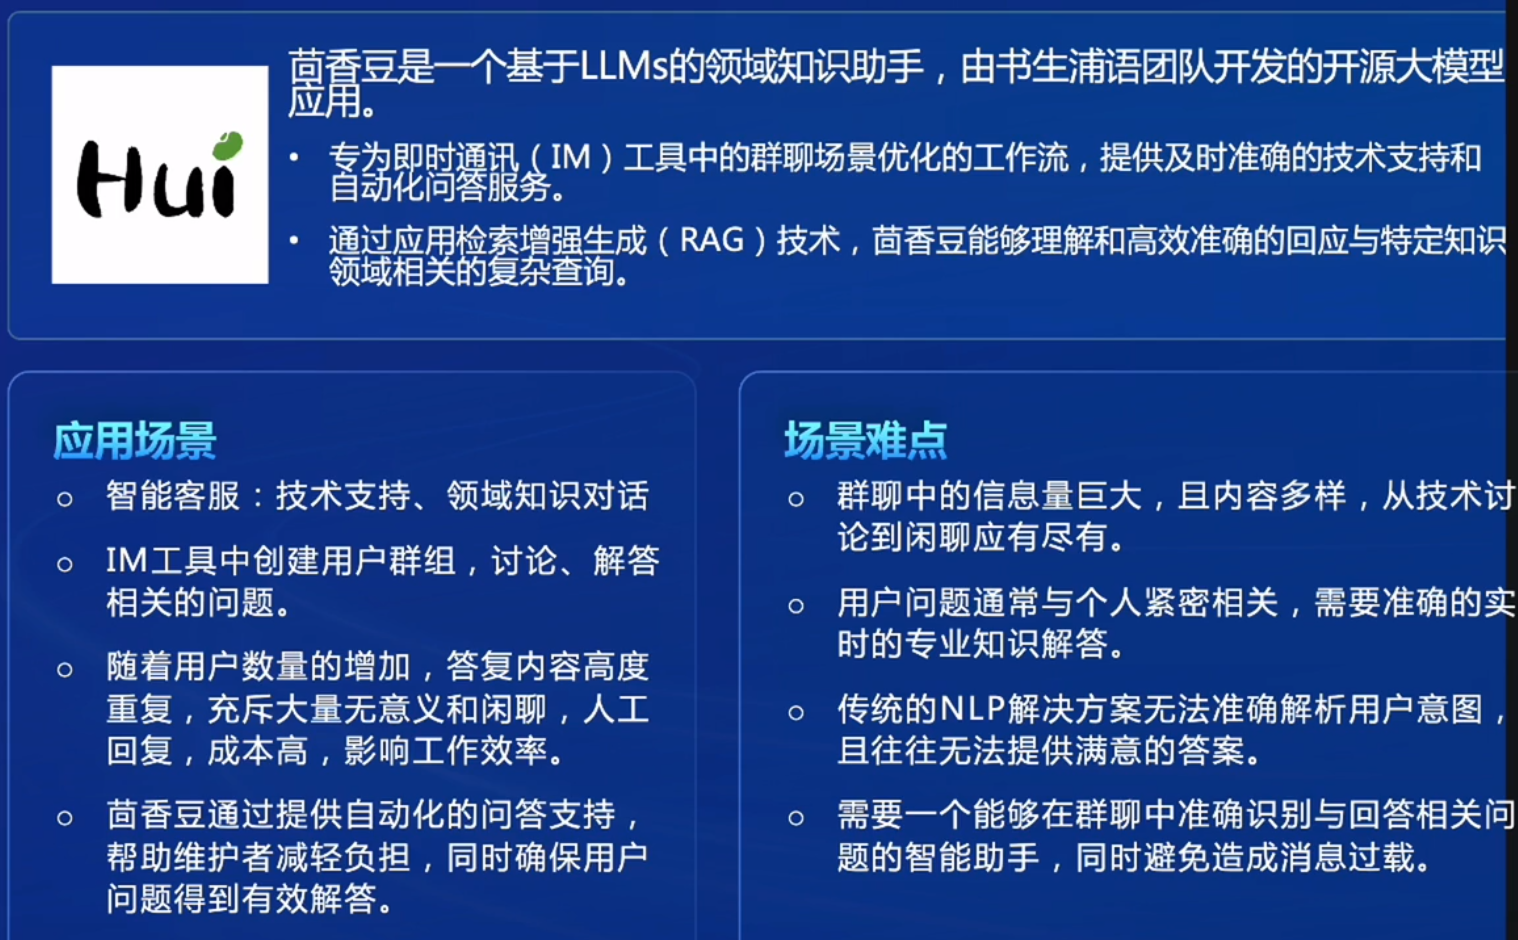 Hui
茴香豆是一个基于LLMs的领域知识助手，由书生浦语团队开发的开源大模型
应用。
• 专为即时通讯（IM）工具中的群聊场景优化的工作流，提供及时准确的技术支持和
自动化问答服务。
• 通过应用检索增强生成（RAG）技术，茴香豆能够理解和高效准确的回应与特定知识
领域相关的复杂查询。
应用场景
○ 智能客服：技术支持、领域知识对话
○ IM工具中创建用户群组，讨论、解答
相关的问题。
○ 随着用户数量的增加，答复内容高度
重复，充斥大量无意义和闲聊，人工
回复，成本高，影响工作效率。
○ 茴香豆通过提供自动化的问答支持，
帮助维护者减轻负担，同时确保用户
问题得到有效解答。
场景难点
○ 群聊中的信息量巨大，且内容多样，从技术讨
论到闲聊应有尽有。
○ 用户问题通常与个人紧密相关，需要准确的实
时的专业知识解答。
○ 传统的NLP解决方案无法准确解析用户意图，
且往往无法提供满意的答案。
○ 需要一个能够在群聊中准确识别与回答相关问
题的智能助手，同时避免造成消息过载。